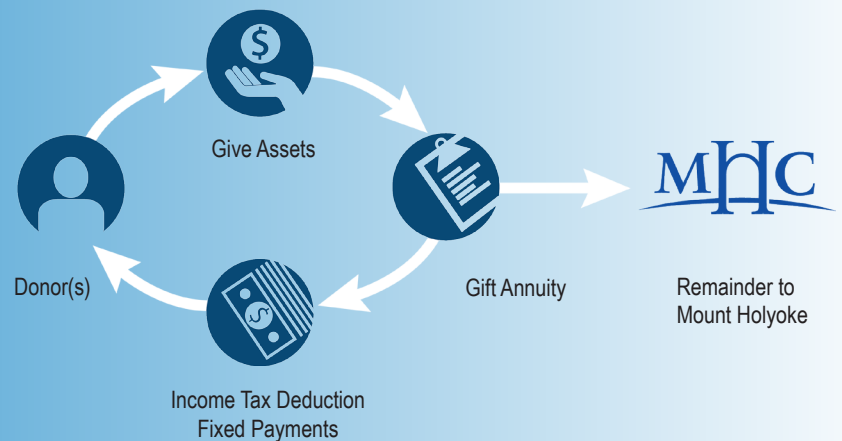 $
Give Assets
MHC
Donor(s)
Gift Annuity
Remainder to
Mount Holyoke
$
Income Tax Deduction
Fixed Payments